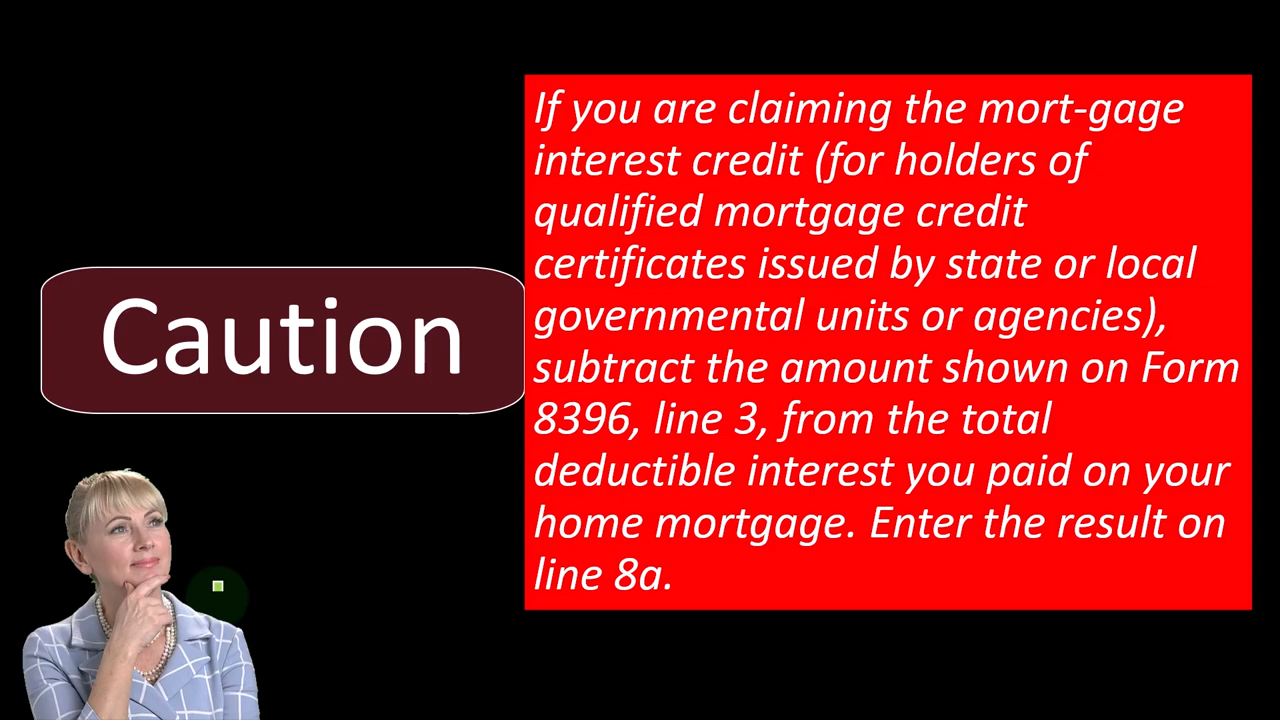 Caution
If you are claiming the mort-gage
interest credit (for holders of
qualified mortgage credit
certificates issued by state or local
governmental units or agencies),
subtract the amount shown on Form
8396, line 3, from the total
deductible interest you paid on your
home mortgage. Enter the result on
line 8a.